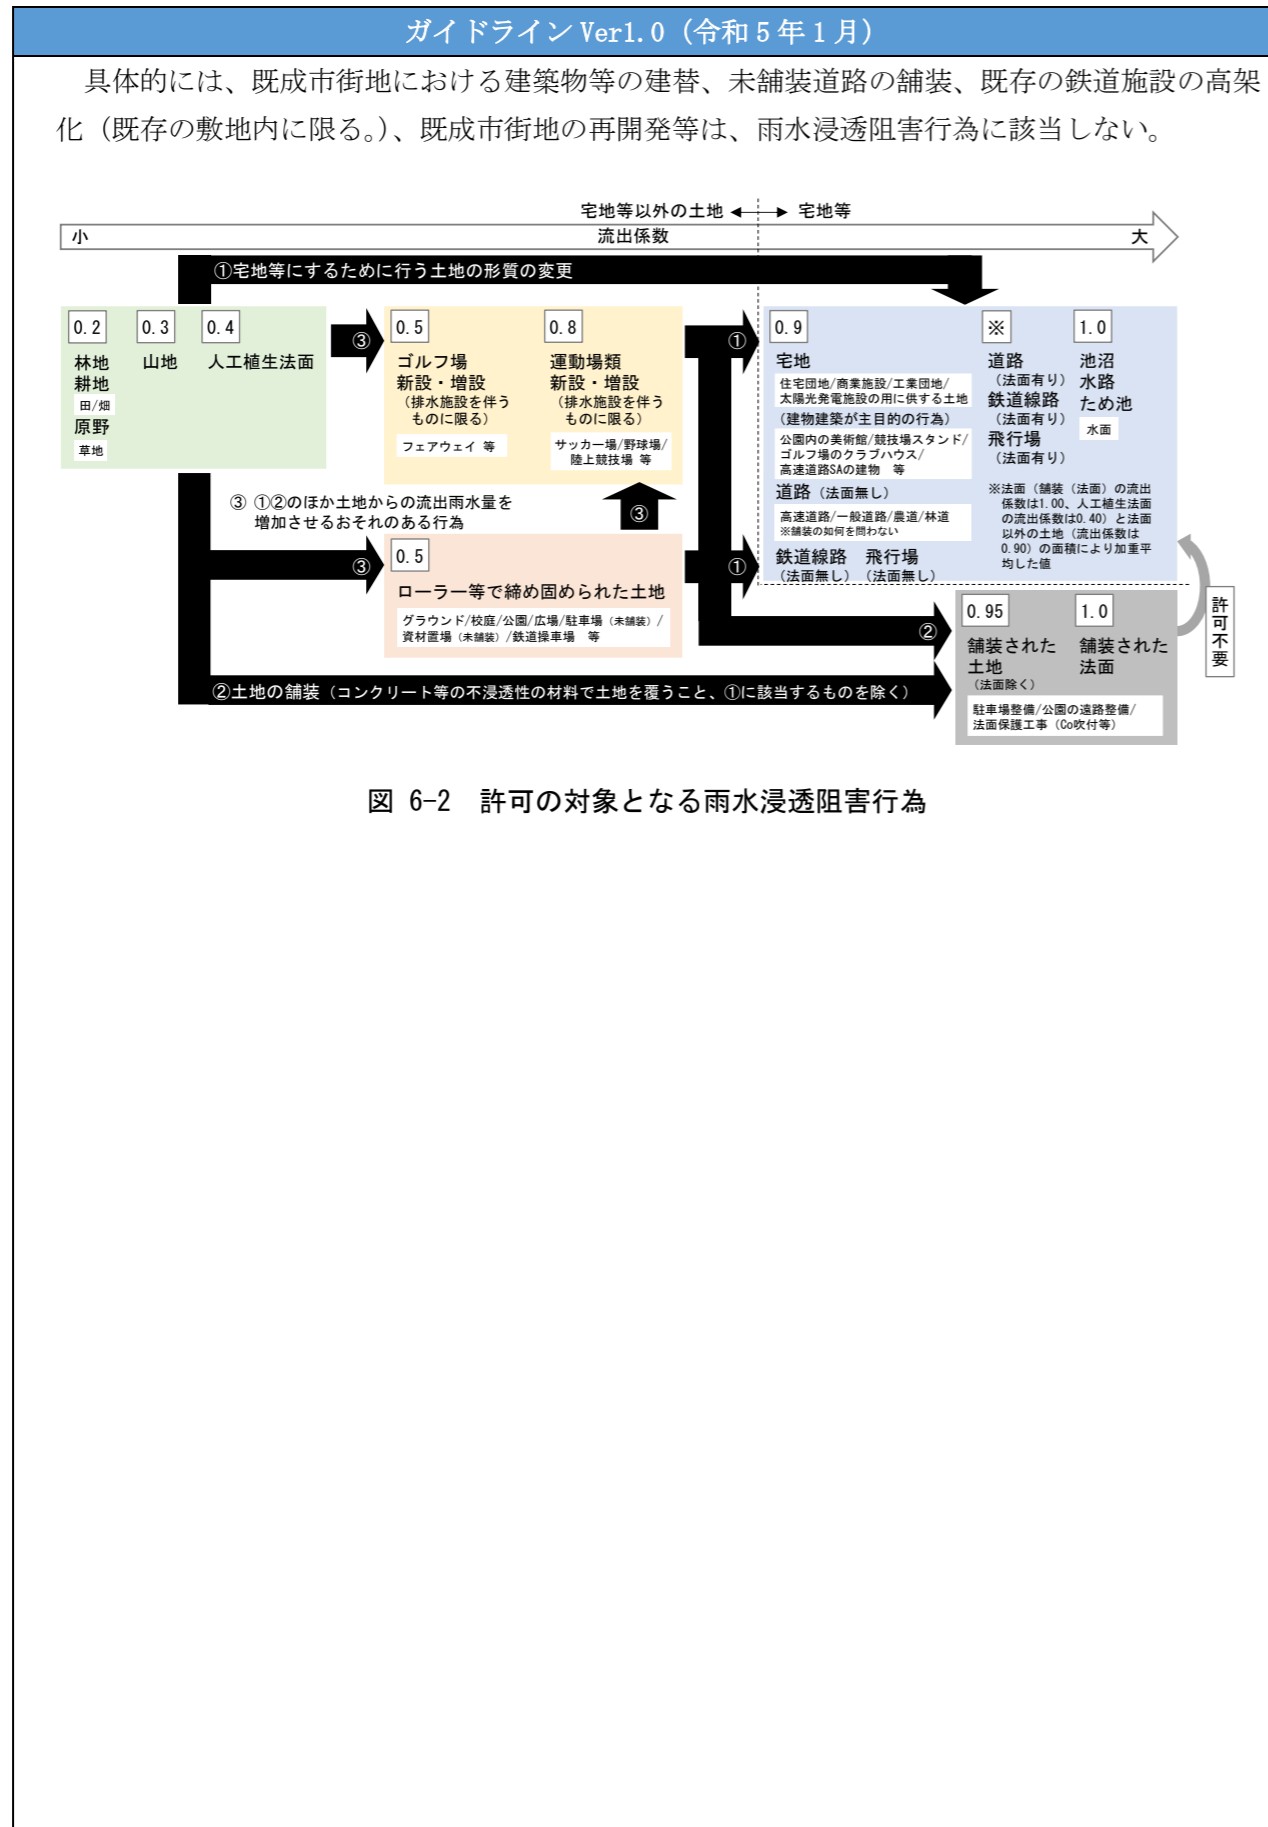 ガイドライン Ver1.0（令和5年1月）
具体的には、既成市街地における建築物等の建替、未舗装道路の舗装、既存の鉄道施設の高架
化（既存の敷地内に限る。）、既成市街地の再開発等は、雨水浸透阻害行為に該当しない。
宅地等以外の土地 宅地等
小 流出係数 大
①宅地等にするために行う土地の形質の変更
0.2 0.3 0.4
林地 山地 人工植生法面
耕地
田/畑
原野
草地
③
0.5 0.8
ゴルフ場 運動場類
新設・増設 新設・増設
（排水施設を伴う （排水施設を伴う
ものに限る） ものに限る）
フェアウェイ 等
サッカー場/野球場/
陸上競技場 等
①
0.9
宅地
住宅団地/商業施設/工業団地/
太陽光発電施設の用に供する土地
（建物建築が主目的の行為）
公園内の美術館/競技場スタンド/
ゴルフ場のクラブハウス/
高速道路SAの建物 等
道路（法面無し）
高速道路/一般道路/農道/林道
※舗装の如何を問わない
鉄道線路 飛行場
（法面無し）（法面無し）
※
道路
（法面有り）
鉄道線路
（法面有り）
飛行場
（法面有り）
1.0
池沼
水路
ため池
水面
※法面（舗装（法面）の流出
係数は1.00、人工植生法面
の流出係数は0.40）と法面
以外の土地（流出係数は
0.90）の面積により加重平
均した値
③ ①②のほか土地からの流出雨水量を
増加させるおそれのある行為
③
③
0.5
ローラー等で締め固められた土地
グラウンド/校庭/公園/広場/駐車場（未舗装）/
資材置場（未舗装）/鉄道操車場 等
①
②
②土地の舗装（コンクリート等の不浸透性の材料で土地を覆うこと、①に該当するものを除く）
0.95 1.0
舗装された 舗装された
土地 法面
（法面除く）
駐車場整備/公園の遠路整備/
法面保護工事（Co吹付等）
許可不要
図 6-2 許可の対象となる雨水浸透阻害行為